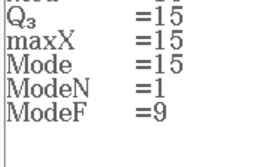 Q₃ =15
maxX =15
Mode =15
ModeN =1
ModeF =9